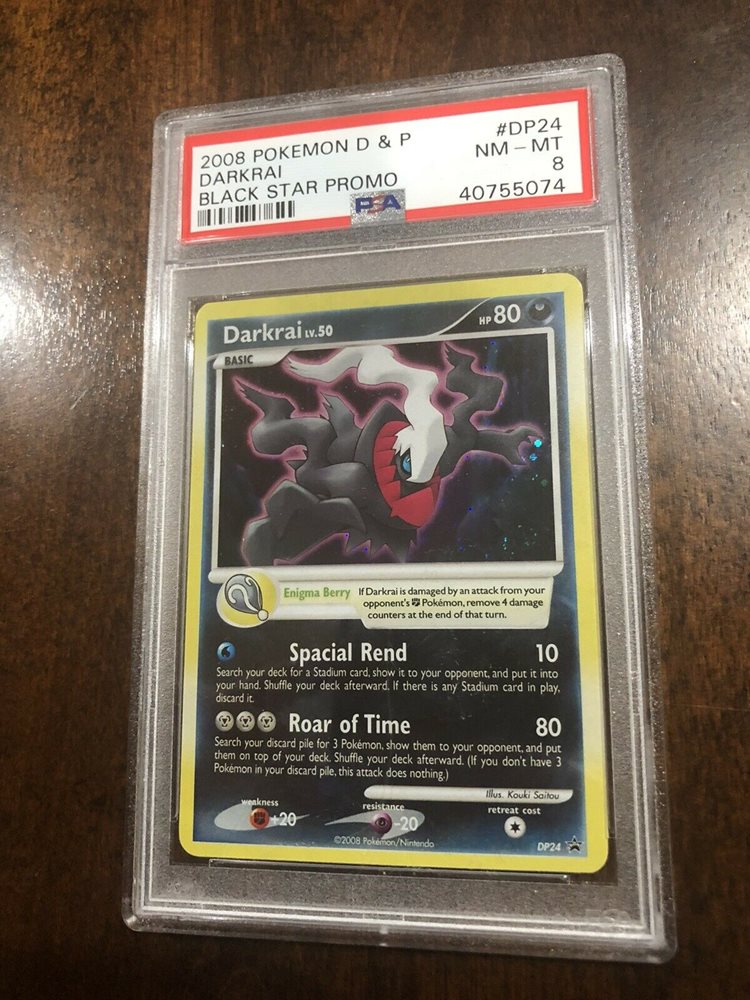 2008 POKEMON D & P #DP24
DARKRAI NM - MT
BLACK STAR PROMO 8
PSA 40755074
Darkrai LV.50 HP 80
BASIC
Enigma Berry If Darkrai is damaged by an attack from your
opponent's Pokémon, remove 4 damage
counters at the end of that turn.
Spacial Rend 10
Search your deck for a Stadium card, show it to your opponent, and put it into
your hand. Shuffle your deck afterward. If there is any Stadium card in play,
discard it.
Roar of Time 80
Search your discard pile for 3 Pokémon, show them to your opponent, and put
them on top of your deck. Shuffle your deck afterward. (If you don't have 3
Pokémon in your discard pile, this attack does nothing.)
Illus. Kouki Saitou
weakness resistance retreat cost
+20 -20
©2008 Pokémon/Nintendo DP24